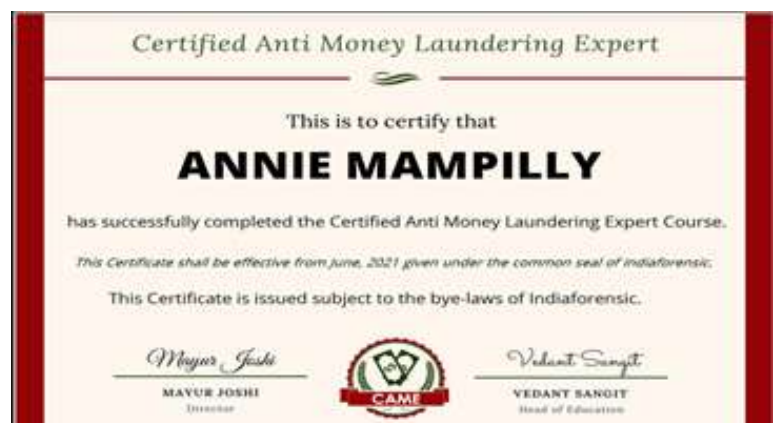 Certified Anti Money Laundering Expert
This is to certify that
ANNIE MAMPILLY
has successfully completed the Certified Anti Money Laundering Expert Course.
This Certificate shall be effective from June, 2021 given under the common seal of Indiaforensic.
This Certificate is issued subject to the bye-laws of Indiaforensic.
Mayur Joshi
Vedant Sangit
MAYUR JOSHI
VEDANT SANGIT
Director
Head of Education
CAME